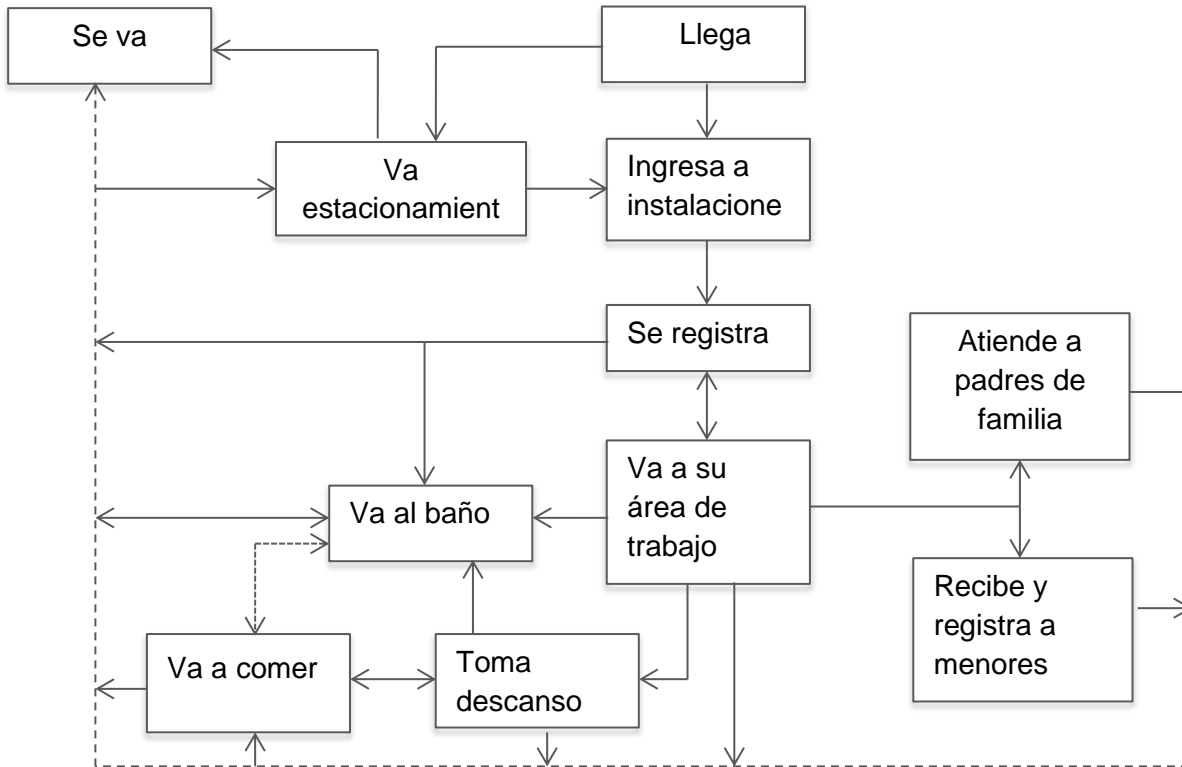 Se va
Llega
Va
estacionamient
Ingresa a
instalacione
Se registra
Atiende a
padres de
familia
Va a su
área de
trabajo
Va al baño
Recibe y
registra a
menores
Va a comer
Toma
descanso